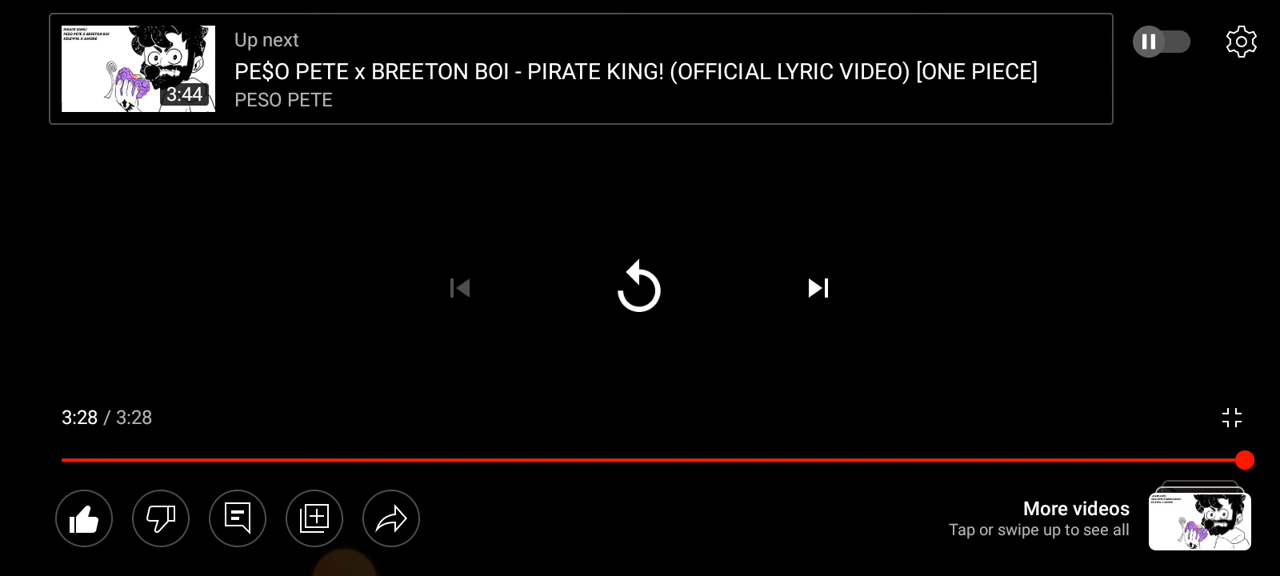 Up next
PE$O PETE x BREETON BOI - PIRATE KING! (OFFICIAL LYRIC VIDEO) [ONE PIECE]
PESO PETE
3:44
3:28 / 3:28
More videos
Tap or swipe up to see all